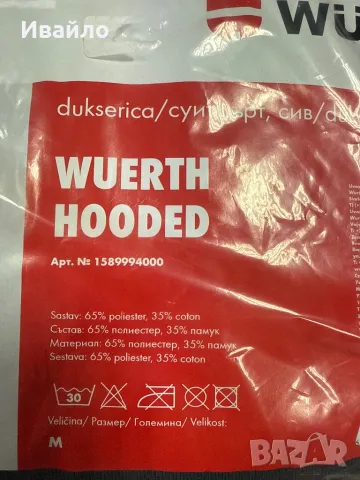 Ивайло
WÜ
dukserica/суитшърт, сив/du
WUERTH
HOODED
Арт. № 1589994000
Sastav: 65% poliester, 35% coton
Състав: 65% полиестер, 35% памук
Материал: 65% полиестер, 35% памук
Sestava: 65% poliester, 35% coton
30
Veličina/ Размер/ Големина/ Velikost:
M
BAZAR